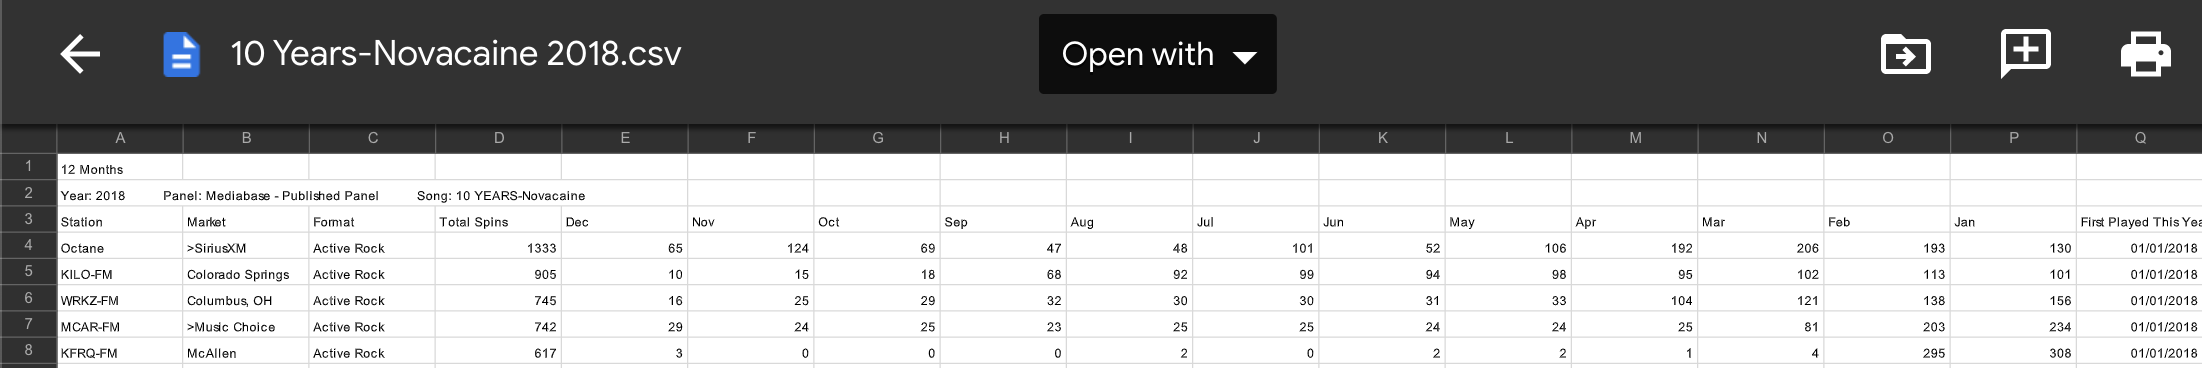 10 Years-Novacaine 2018.csv Open with
A B C D E F G H I J K L M N O P Q
1 12 Months
2 Year: 2018 Panel: Mediabase - Published Panel Song: 10 YEARS-Novacaine
3 Station Market Format Total Spins Dec Nov Oct Sep Aug Jul Jun May Apr Mar Feb Jan First Played This Yea
4 Octane >SiriusXM Active Rock 1333 65 124 69 47 48 101 52 106 192 206 193 130 01/01/2018
5 KILO-FM Colorado Springs Active Rock 905 10 15 18 68 92 99 94 98 95 102 113 101 01/01/2018
6 WRKZ-FM Columbus, OH Active Rock 745 16 25 29 32 30 30 31 33 104 121 138 156 01/01/2018
7 MCAR-FM >Music Choice Active Rock 742 29 24 25 23 25 25 24 24 25 81 203 234 01/01/2018
8 KFRQ-FM McAllen Active Rock 617 3 0 0 0 2 0 2 2 1 4 295 308 01/01/2018